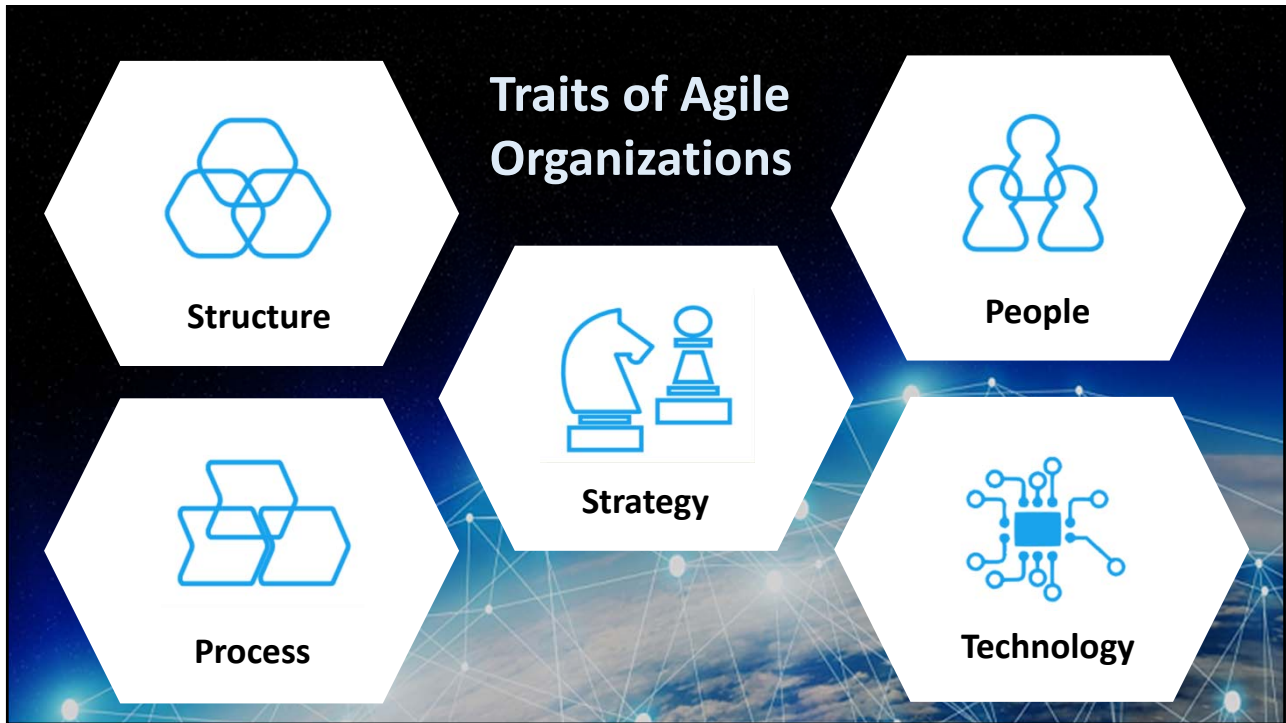 Traits of Agile
Organizations
Structure
People
Strategy
Process
Technology